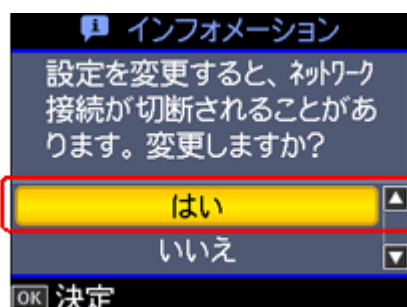 インフォメーション
設定を変更すると、ﾈｯﾄﾜｰｸ
接続が切断されることがあ
ります。変更しますか?
はい
いいえ
OK 決定